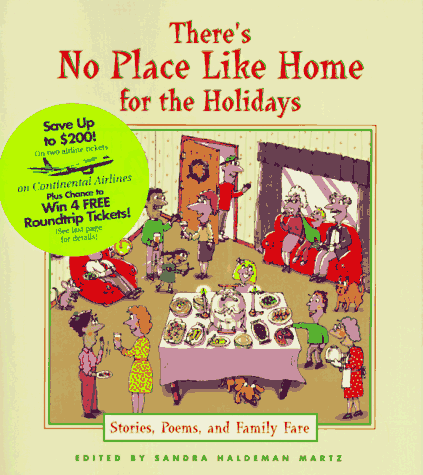 There's
No Place Like Home
for the Holidays
Save Up
to $200!
On two airline tickets
on Continental Airlines
Plus Chance to
Win 4 FREE
Roundtrip Tickets!
(See last page
for details)
Stories, Poems, and Family Fare
EDITED BY SANDRA HALDEMAN MARTZ